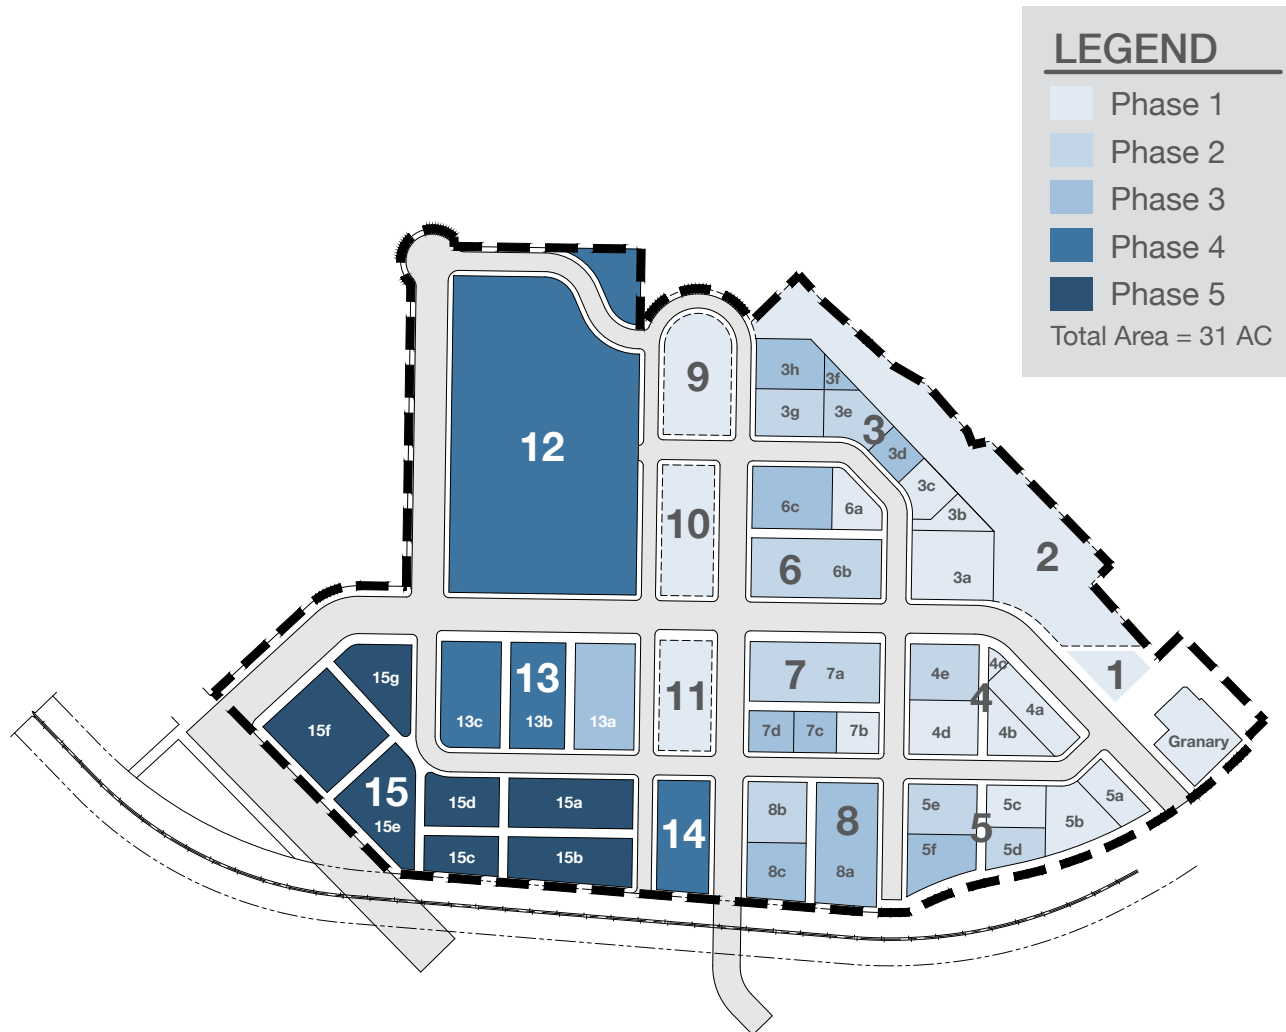 LEGEND
Phase 1
Phase 2
Phase 3
Phase 4
Phase 5
Total Area = 31 AC
9
3h
3f
3g
3e
3
12
3d
3c
10
6c
6a
3b
2
6
6b
3a
15g
13
7
7a
4e
4c
4
1
11
4a
15f
13c
13b
13a
7d
7c
7b
4d
4b
Granary
15
15d
15a
8b
8
5e
5c
5a
15e
14
5
5b
15c
15b
8c
8a
5f
5d